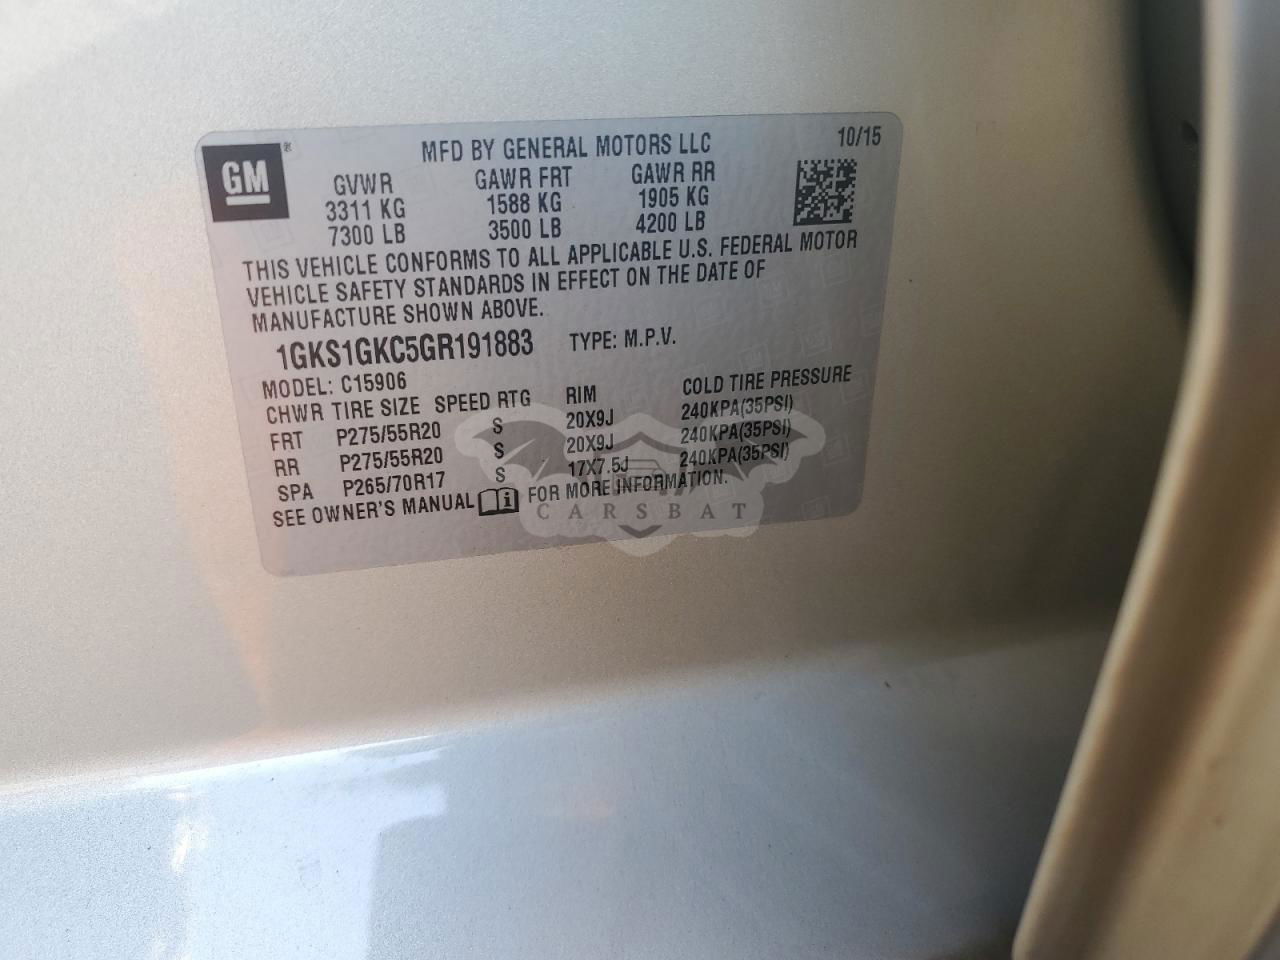 GM
MFD BY GENERAL MOTORS LLC 10/15
GVWR GAWR FRT GAWR RR
3311 KG 1588 KG 1905 KG
7300 LB 3500 LB 4200 LB
THIS VEHICLE CONFORMS TO ALL APPLICABLE U.S. FEDERAL MOTOR
VEHICLE SAFETY STANDARDS IN EFFECT ON THE DATE OF
MANUFACTURE SHOWN ABOVE.
1GKS1GKC5GR191883 TYPE: M.P.V.
MODEL: C15906
CHWR TIRE SIZE SPEED RTG RIM COLD TIRE PRESSURE
FRT P275/55R20 S 20X9J 240KPA(35PSI)
RR P275/55R20 S 20X9J 240KPA(35PSI)
SPA P265/70R17 S 17X7.5J 240KPA(35PSI)
SEE OWNER'S MANUAL FOR MORE INFORMATION.
CARSBAT